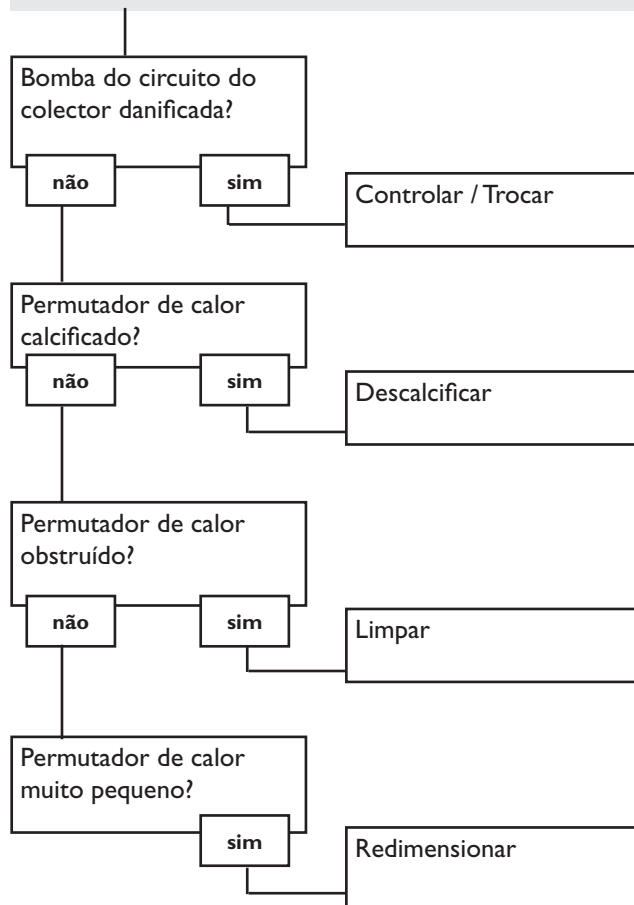 Bomba do circuito do
colector danificada?
não
sim
Controlar / Trocar
Permutador de calor
calcificado?
não
sim
Descalcificar
Permutador de calor
obstruído?
não
sim
Limpar
Permutador de calor
muito pequeno?
sim
Redimensionar